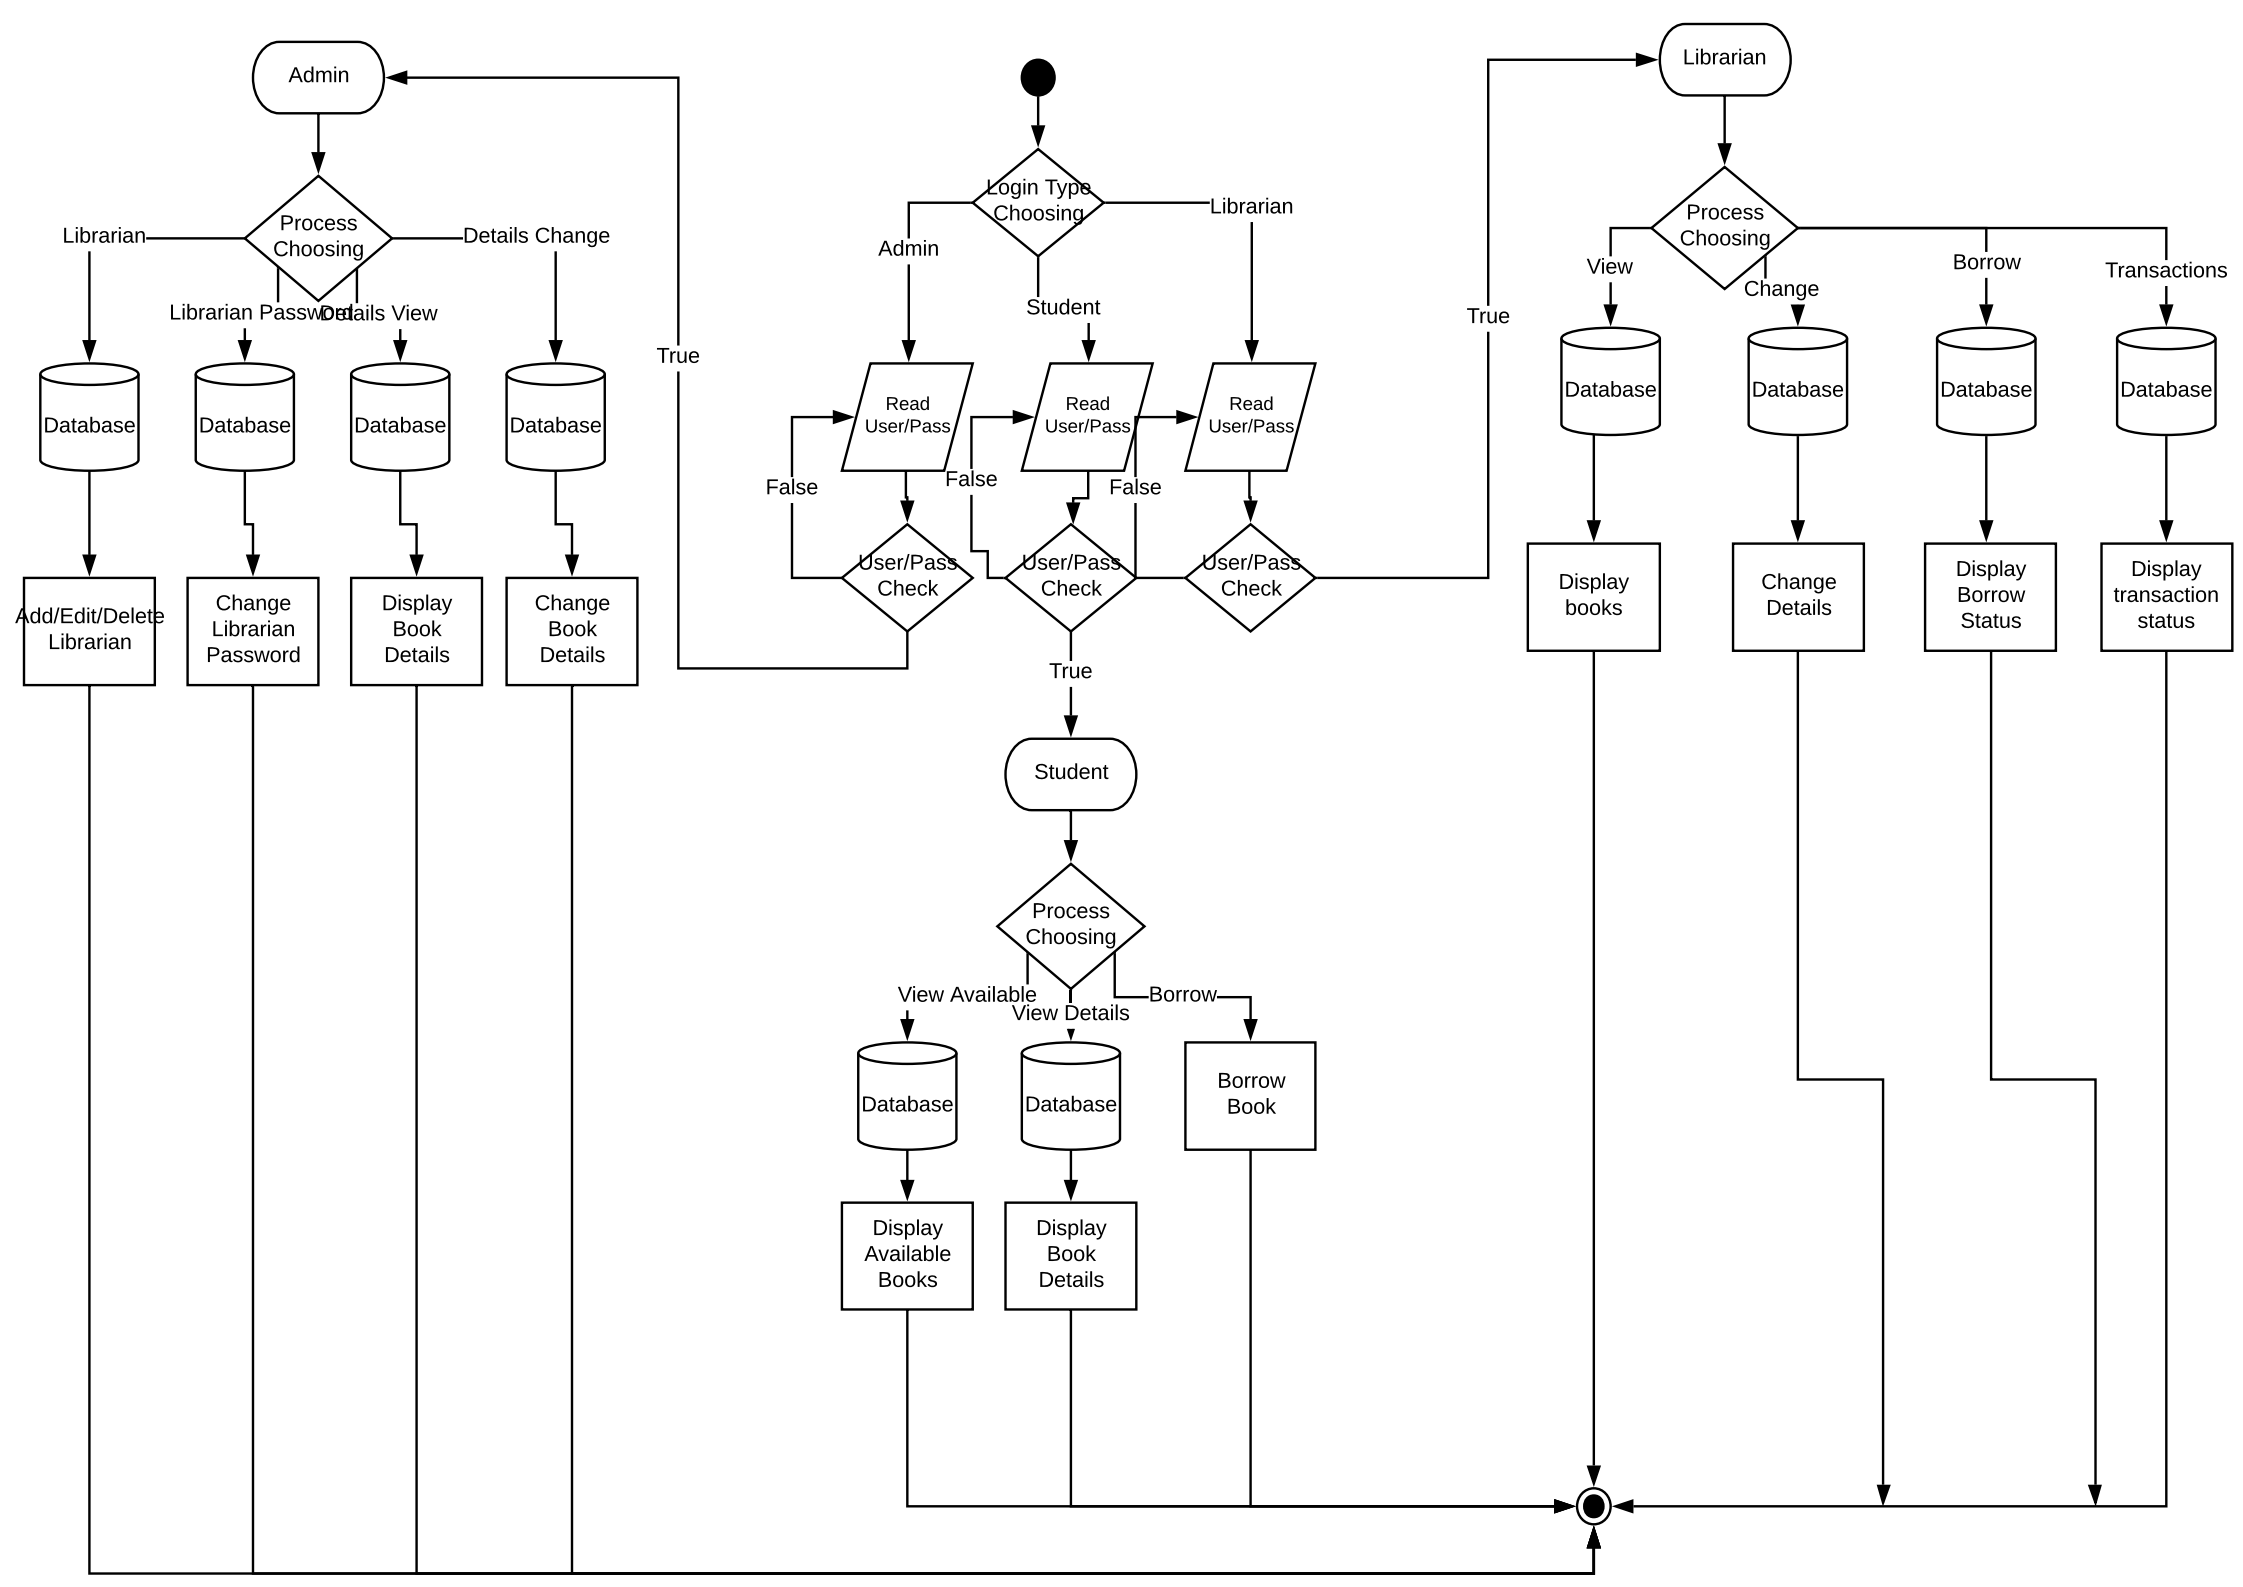 Admin
Librarian
Login Type
Choosing
Process
Choosing
Librarian
Details Change
Librarian Password
Details View
Admin
Student
Librarian
Process
Choosing
View
Change
Borrow
Transactions
True
True
Database
Database
Database
Database
Read
User/Pass
Read
User/Pass
Read
User/Pass
Database
Database
Database
Database
False
False
False
User/Pass
Check
User/Pass
Check
User/Pass
Check
Add/Edit/Delete
Librarian
Change
Librarian
Password
Display
Book
Details
Change
Book
Details
Display
books
Change
Details
Display
Borrow
Status
Display
transaction
status
True
Student
Process
Choosing
View Available
View Details
Borrow
Database
Database
Borrow
Book
Display
Available
Books
Display
Book
Details